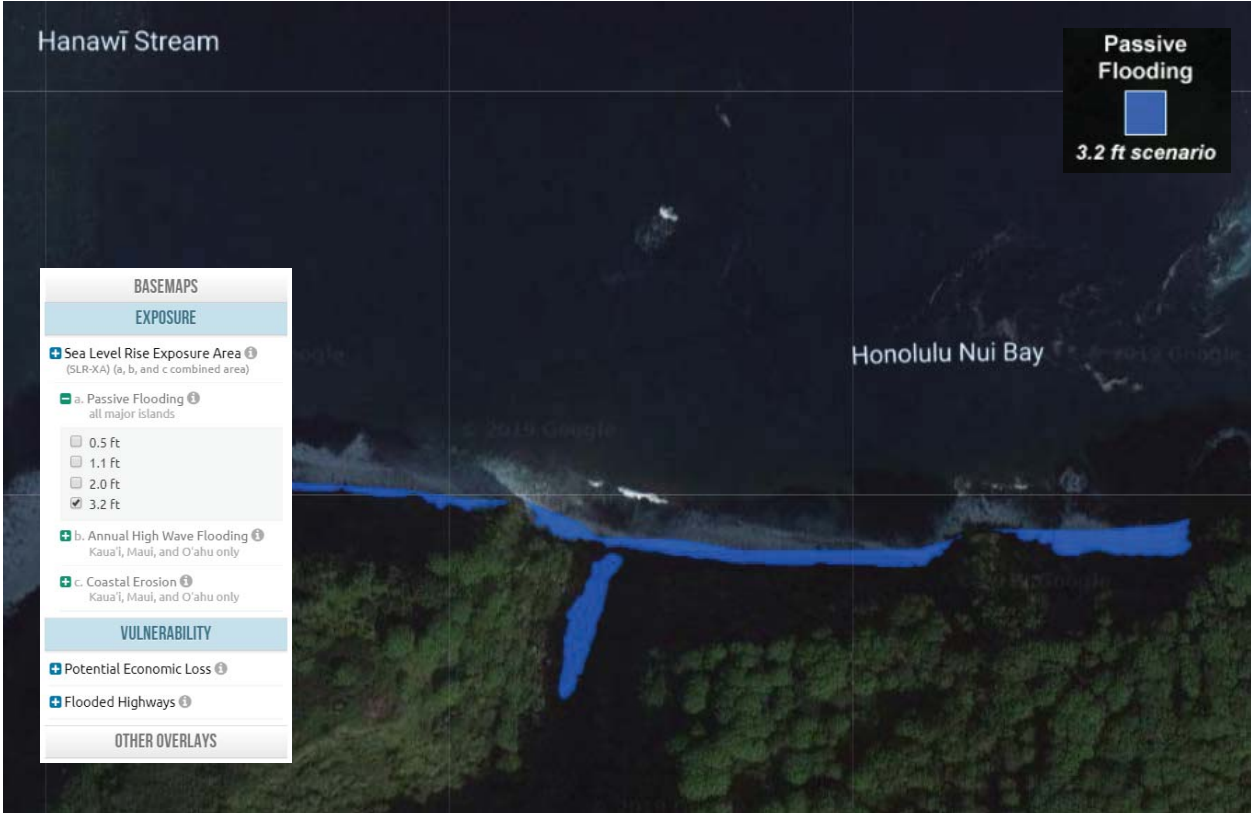 Hanawī Stream
Passive
Flooding
3.2 ft scenario
BASEMAPS
EXPOSURE
Sea Level Rise Exposure Area
(SLR-XA) (a, b, and c combined area)
a. Passive Flooding
all major islands
0.5 ft
1.1 ft
2.0 ft
3.2 ft
b. Annual High Wave Flooding
Kaua'i, Maui, and O'ahu only
c. Coastal Erosion
Kaua'i, Maui, and O'ahu only
VULNERABILITY
Potential Economic Loss
Flooded Highways
OTHER OVERLAYS
Honolulu Nui Bay
© 2019 Google
© 2019 Google